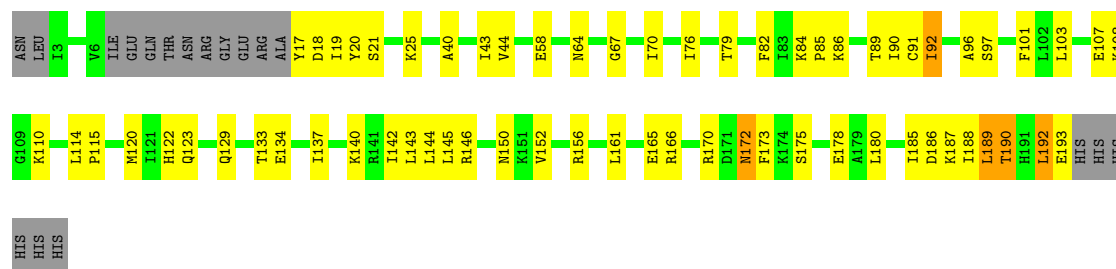 ASN LEU I3 V6 ILE GLU GLN THR ASN ARG GLY GLU ARG ALA Y17 D18 I19 Y20 S21 K25 A40 I43 V44 E58 N64 G67 I70 I76 T79 F82 I83 K84 P85 K86 T89 I90 C91 I92 A96 S97 F101 L102 L103 E107 K108
G109 K110 L114 P115 M120 I121 H122 Q123 Q129 T133 E134 I137 K140 R141 I142 L143 L144 L145 R146 N150 K151 V152 R156 L161 E165 R166 R170 D171 N172 F173 K174 S175 E178 A179 L180 I185 D186 K187 I188 L189 T190 H191 L192 E193 HIS HIS HIS
HIS HIS HIS